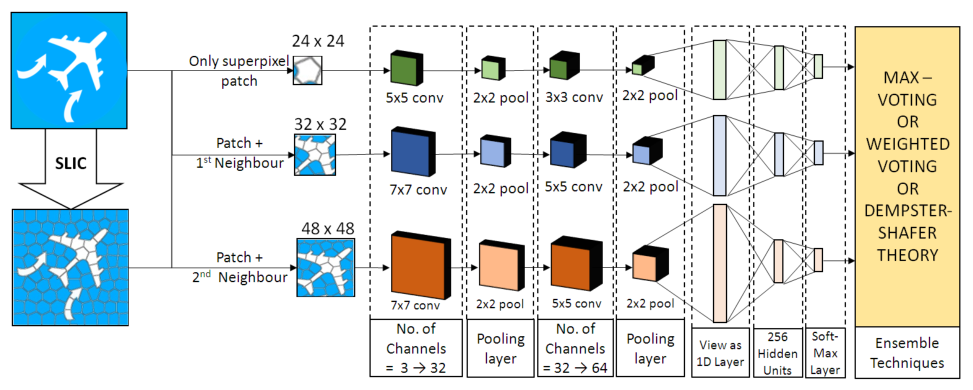 SLIC
Only superpixel
patch
24 x 24
Patch +
1st Neighbour
32 x 32
Patch +
2nd Neighbour
48 x 48
5x5 conv
2x2 pool
3x3 conv
2x2 pool
7x7 conv
2x2 pool
5x5 conv
2x2 pool
7x7 conv
2x2 pool
5x5 conv
2x2 pool
No. of
Channels
= 3 → 32
Pooling
layer
No. of
Channels
= 32 → 64
Pooling
layer
View as
1D Layer
256
Hidden
Units
Soft-
Max
Layer
MAX –
VOTING
OR
WEIGHTED
VOTING
OR
DEMPSTER-
SHAFER
THEORY
Ensemble
Techniques